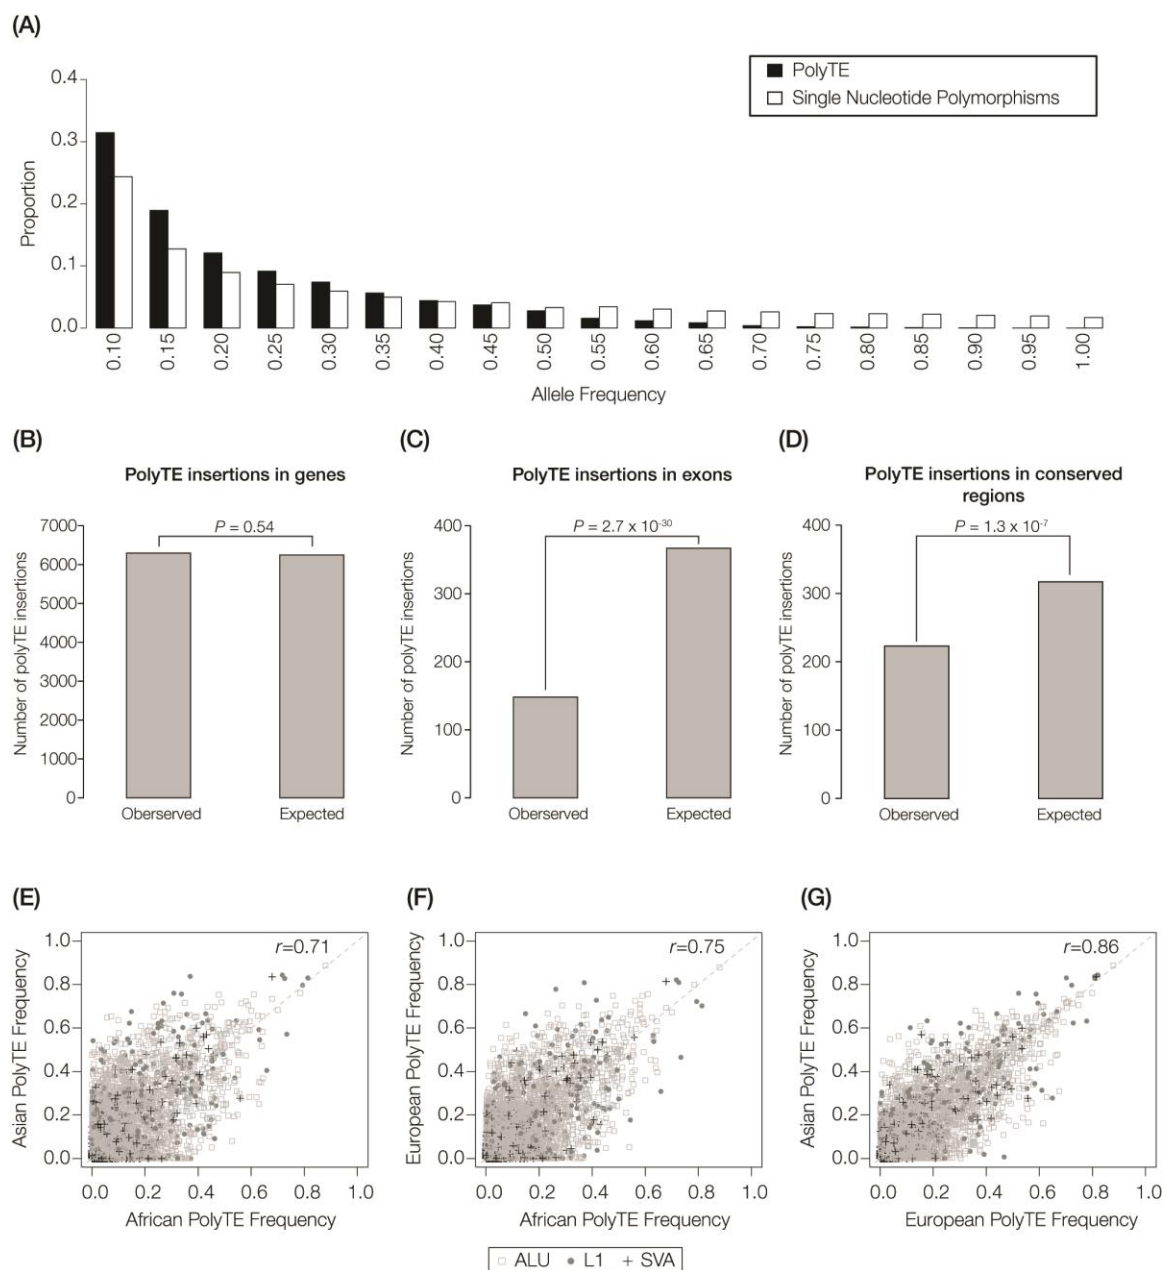 (A)
PolyTE
Single Nucleotide Polymorphisms
Proportion
0.4
0.3
0.2
0.1
0.0
0.10 0.15 0.20 0.25 0.30 0.35 0.40 0.45 0.50 0.55 0.60 0.65 0.70 0.75 0.80 0.85 0.90 0.95 1.00
Allele Frequency
(B)
PolyTE insertions in genes
P = 0.54
Number of polyTE insertions
7000
6000
5000
4000
3000
2000
1000
0
Oberserved Expected
(C)
PolyTE insertions in exons
P = 2.7 x 10-30
Number of polyTE insertions
400
300
200
100
0
Oberserved Expected
(D)
PolyTE insertions in conserved
regions
P = 1.3 x 10-7
Number of polyTE insertions
400
300
200
100
0
Oberserved Expected
(E)
r=0.71
Asian PolyTE Frequency
1.0
0.8
0.6
0.4
0.2
0.0
0.0 0.2 0.4 0.6 0.8 1.0
African PolyTE Frequency
(F)
r=0.75
European PolyTE Frequency
1.0
0.8
0.6
0.4
0.2
0.0
0.0 0.2 0.4 0.6 0.8 1.0
African PolyTE Frequency
(G)
r=0.86
Asian PolyTE Frequency
1.0
0.8
0.6
0.4
0.2
0.0
0.0 0.2 0.4 0.6 0.8 1.0
European PolyTE Frequency
ALU L1 SVA